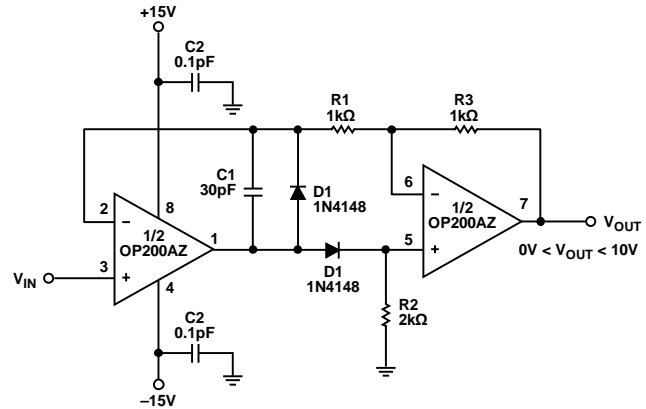 +15V
C2
0.1pF
R1
1kΩ
R3
1kΩ
C1
30pF
D1
1N4148
2
8
–
1/2
OP200AZ
1
VIN
3
+
4
6
–
1/2
OP200AZ
7
5
+
VOUT
0V < VOUT < 10V
D1
1N4148
R2
2kΩ
C2
0.1pF
–15V